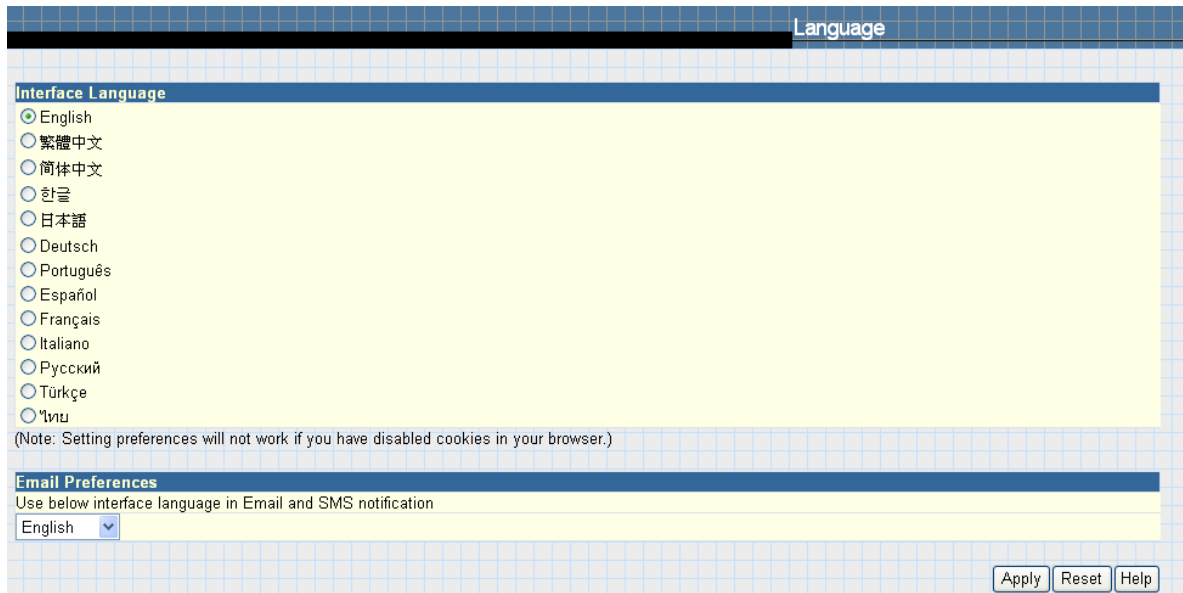 Language
Interface Language
English
繁體中文
简体中文
한글
日本語
Deutsch
Português
Español
Français
Italiano
Русский
Türkçe
ไทย
(Note: Setting preferences will not work if you have disabled cookies in your browser.)
Email Preferences
Use below interface language in Email and SMS notification
English
Apply Reset Help